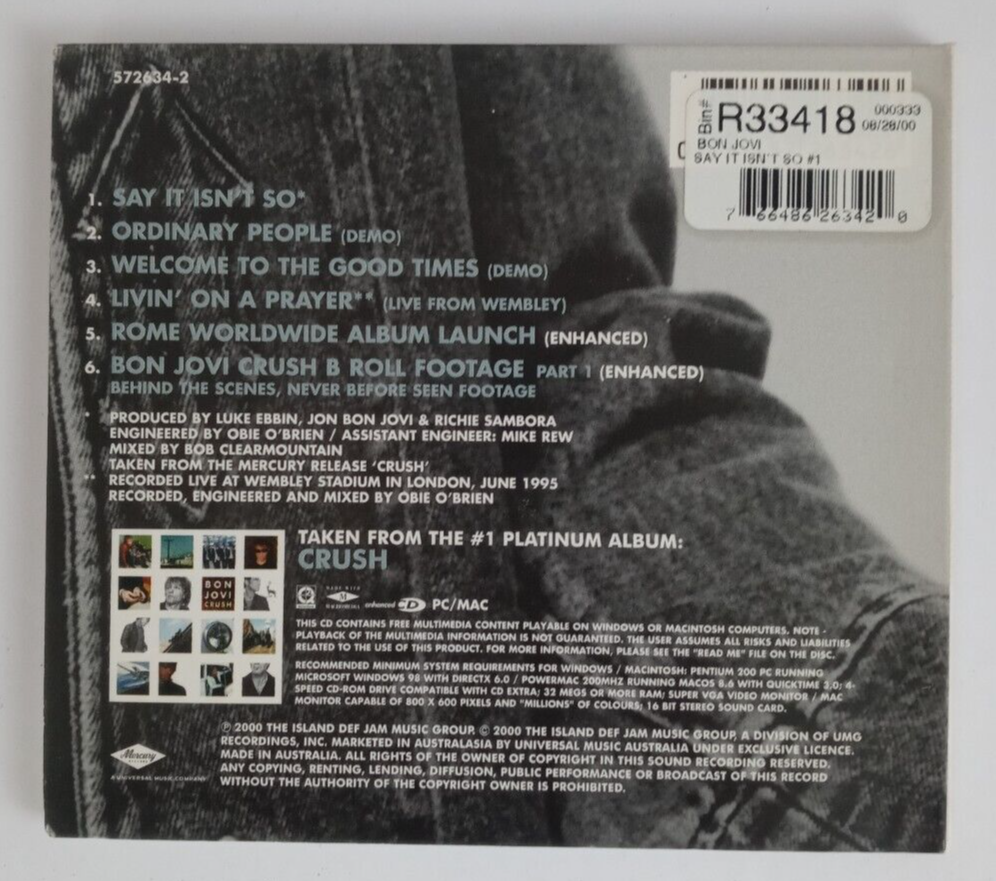 572634-2
Bin#
R33418
000333
08/28/00
BON JOVI
SAY IT ISN'T SO #1
7 66486 26342 0
1. SAY IT ISN'T SO*
2. ORDINARY PEOPLE (DEMO)
3. WELCOME TO THE GOOD TIMES (DEMO)
4. LIVIN' ON A PRAYER** (LIVE FROM WEMBLEY)
5. ROME WORLDWIDE ALBUM LAUNCH (ENHANCED)
6. BON JOVI CRUSH B ROLL FOOTAGE PART 1 (ENHANCED)
BEHIND THE SCENES, NEVER BEFORE SEEN FOOTAGE
* PRODUCED BY LUKE EBBIN, JON BON JOVI & RICHIE SAMBORA
ENGINEERED BY OBIE O'BRIEN / ASSISTANT ENGINEER: MIKE REW
MIXED BY BOB CLEARMOUNTAIN
TAKEN FROM THE MERCURY RELEASE 'CRUSH'
** RECORDED LIVE AT WEMBLEY STADIUM IN LONDON, JUNE 1995
RECORDED, ENGINEERED AND MIXED BY OBIE O'BRIEN
TAKEN FROM THE #1 PLATINUM ALBUM:
CRUSH
BON
JOVI
CRUSH
enhanced CD PC/MAC
THIS CD CONTAINS FREE MULTIMEDIA CONTENT PLAYABLE ON WINDOWS OR MACINTOSH COMPUTERS. NOTE -
PLAYBACK OF THE MULTIMEDIA INFORMATION IS NOT GUARANTEED. THE USER ASSUMES ALL RISKS AND LIABILITIES
RELATED TO THE USE OF THIS PRODUCT. FOR MORE INFORMATION, PLEASE SEE THE "READ ME" FILE ON THE DISC.
RECOMMENDED MINIMUM SYSTEM REQUIREMENTS FOR WINDOWS / MACINTOSH: PENTIUM 200 PC RUNNING
MICROSOFT WINDOWS 98 WITH DIRECTX 6.0 / POWERMAC 200MHZ RUNNING MACOS 8.6 WITH QUICKTIME 3.0; 4-
SPEED CD-ROM DRIVE COMPATIBLE WITH CD EXTRA; 32 MEGS OR MORE RAM; SUPER VGA VIDEO MONITOR / MAC
MONITOR CAPABLE OF 800 X 600 PIXELS AND "MILLIONS" OF COLOURS; 16 BIT STEREO SOUND CARD.
℗ 2000 THE ISLAND DEF JAM MUSIC GROUP. © 2000 THE ISLAND DEF JAM MUSIC GROUP, A DIVISION OF UMG
RECORDINGS, INC. MARKETED IN AUSTRALASIA BY UNIVERSAL MUSIC AUSTRALIA UNDER EXCLUSIVE LICENCE.
MADE IN AUSTRALIA. ALL RIGHTS OF THE OWNER OF COPYRIGHT IN THIS SOUND RECORDING RESERVED.
ANY COPYING, RENTING, LENDING, DIFFUSION, PUBLIC PERFORMANCE OR BROADCAST OF THIS RECORD
WITHOUT THE AUTHORITY OF THE COPYRIGHT OWNER IS PROHIBITED.
Mercury
A UNIVERSAL MUSIC COMPANY